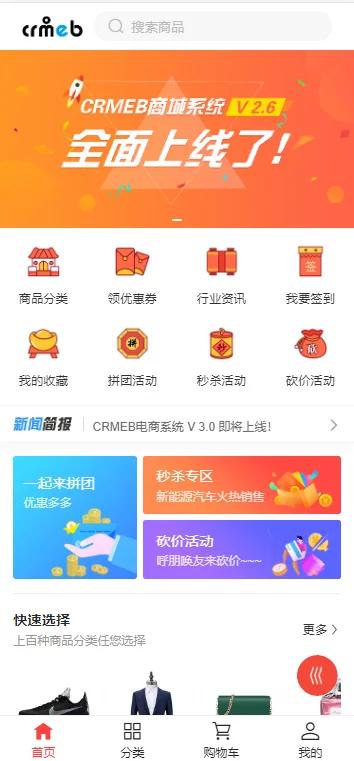 crmeb
搜索商品
CRMEB商城系统 V 2.6
全面上线了!
商品分类 领优惠券 行业资讯 我要签到
签
我的收藏 拼团活动 秒杀活动 砍价活动
拼 秒 砍
新闻简报 CRMEB电商系统 V 3.0 即将上线！
一起来拼团
优惠多多
秒杀专区
新能源汽车火热销售
砍价活动
呼朋唤友来砍价~~~
快速选择
上百种商品分类任您选择
更多
首页 分类 购物车 我的